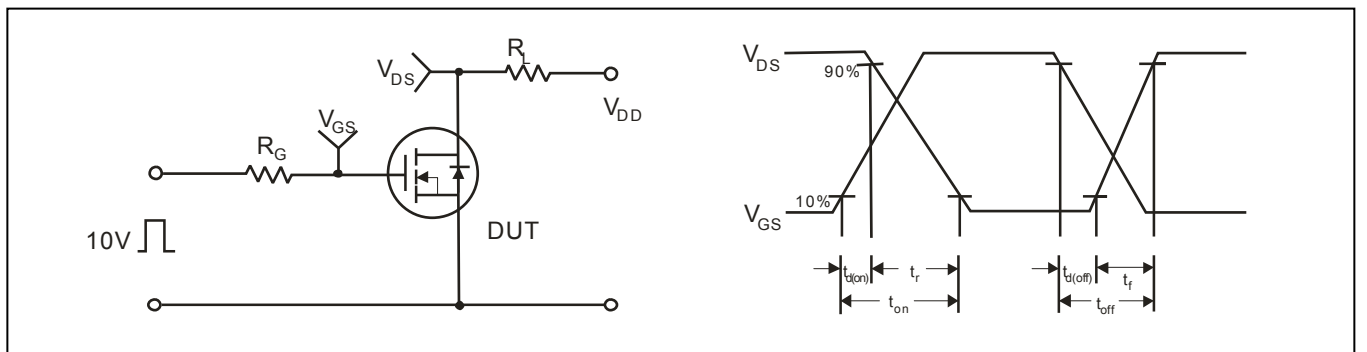 R_L
V_DS
V_DD
V_GS
R_G
DUT
10V
V_DS
90%
10%
V_GS
t_d(on)
t_r
t_d(off)
t_f
t_on
t_off